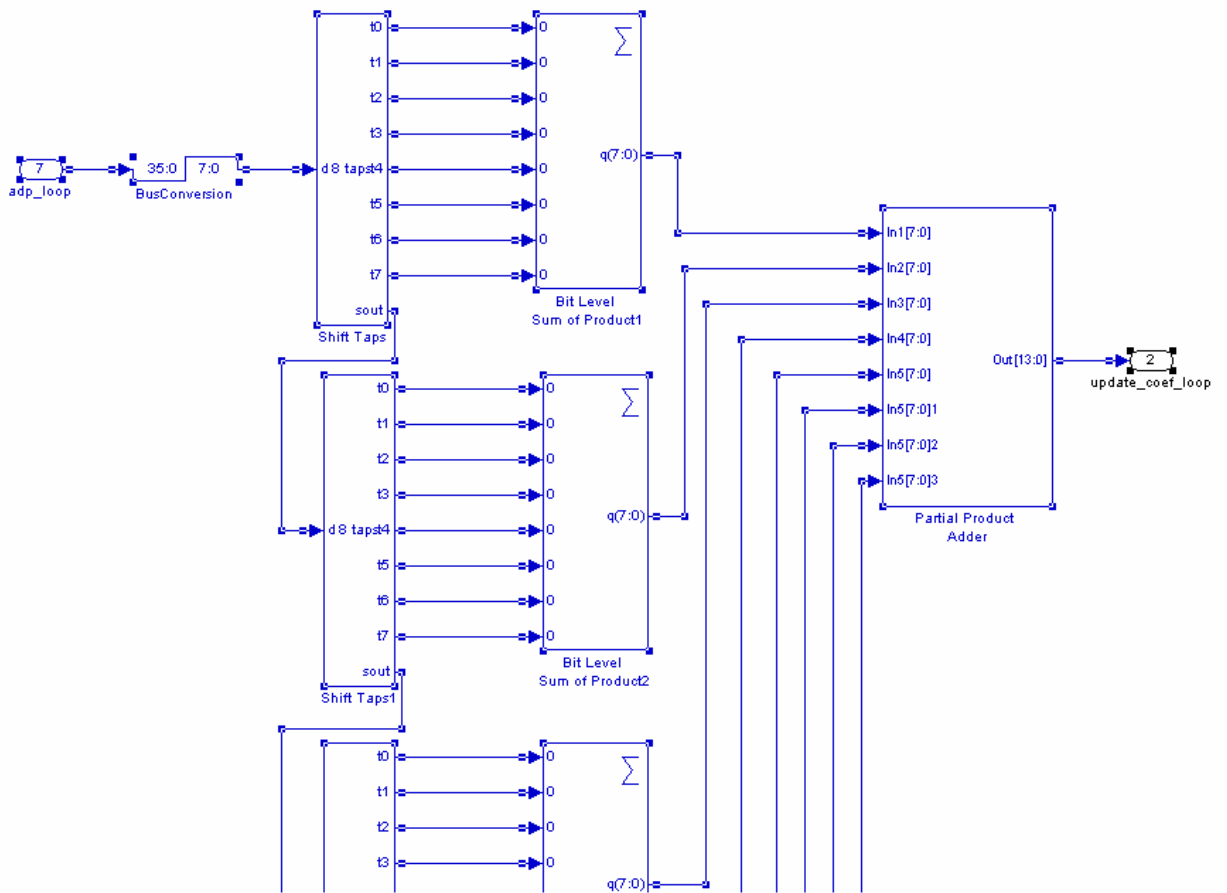 t0 0 ∑
t1 0
t2 0
t3 0
q(7:0)
7 35:0 7:0 d 8 taps t4 0
adp_loop BusConversion
t5 0
In1[7:0]
t6 0
In2[7:0]
t7 0
Bit Level
Sum of Product1
In3[7:0]
sout
Shift Taps
In4[7:0]
Out[13:0] 2
update_coef_loop
In5[7:0]
t0 0 ∑
In5[7:0]1
t1 0
In5[7:0]2
t2 0
In5[7:0]3
t3 0
q(7:0)
Partial Product
Adder
d 8 taps t4 0
t5 0
t6 0
t7 0
Bit Level
Sum of Product2
sout
Shift Taps1
t0 0 ∑
t1 0
t2 0
t3 0
q(7:0)